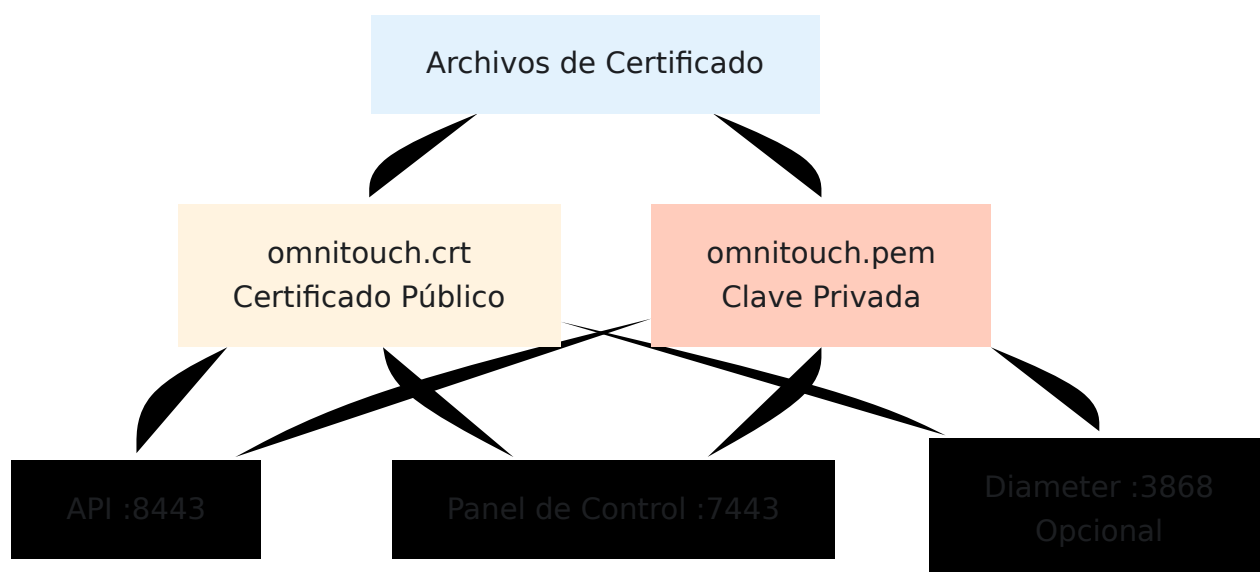 Archivos de Certificado
omnitouch.crt
Certificado Público
omnitouch.pem
Clave Privada
API :8443
Panel de Control :7443
Diameter :3868
Opcional